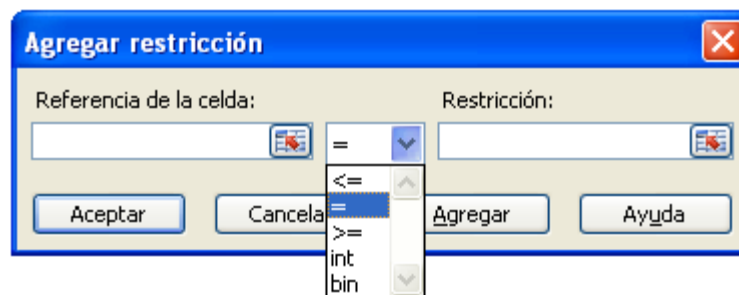 Agregar restricción
Referencia de la celda:
Restricción:
=
<=
=
>=
int
bin
Aceptar
Cancela
Agregar
Ayuda